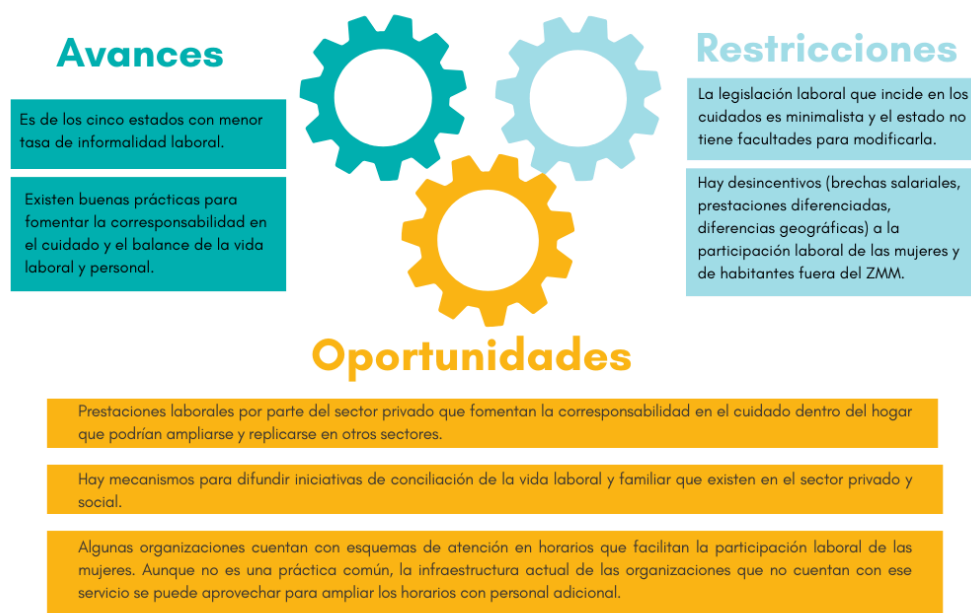 Avances
Es de los cinco estados con menor
tasa de informalidad laboral.
Existen buenas prácticas para
fomentar la corresponsabilidad en
el cuidado y el balance de la vida
laboral y personal.
Restricciones
La legislación laboral que incide en los
cuidados es minimalista y el estado no
tiene facultades para modificarla.
Hay desincentivos (brechas salariales,
prestaciones diferenciadas,
diferencias geográficas) a la
participación laboral de las mujeres y
de habitantes fuera del ZMM.
Oportunidades
Prestaciones laborales por parte del sector privado que fomentan la corresponsabilidad en el cuidado dentro del hogar
que podrían ampliarse y replicarse en otros sectores.
Hay mecanismos para difundir iniciativas de conciliación de la vida laboral y familiar que existen en el sector privado y
social.
Algunas organizaciones cuentan con esquemas de atención en horarios que facilitan la participación laboral de las
mujeres. Aunque no es una práctica común, la infraestructura actual de las organizaciones que no cuentan con ese
servicio se puede aprovechar para ampliar los horarios con personal adicional.